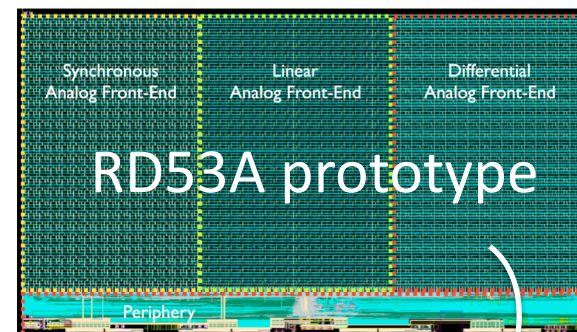 Synchronous
Analog Front-End
Linear
Analog Front-End
Differential
Analog Front-End
RD53A prototype
Periphery